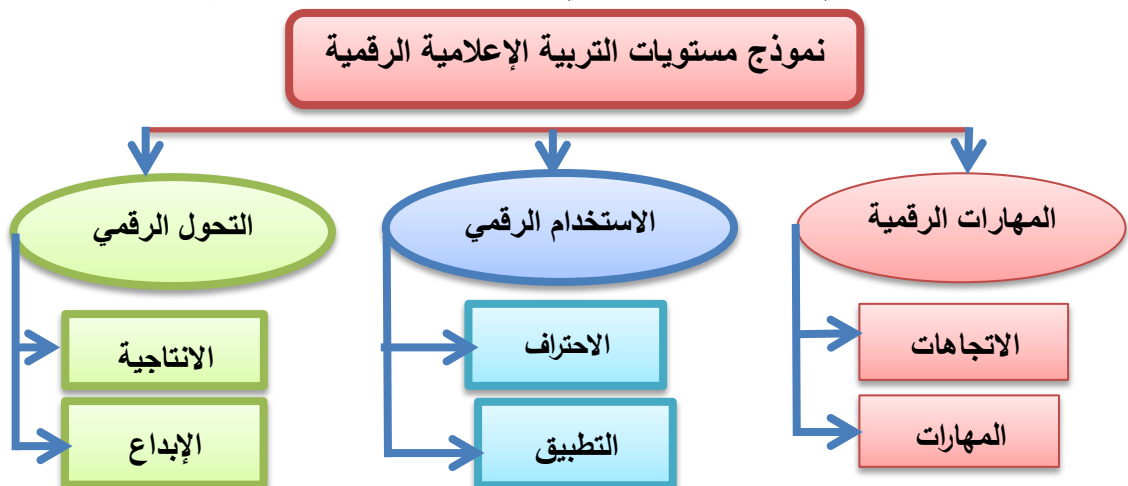 نموذج مستويات التربية الإعلامية الرقمية
المهارات الرقمية
الاستخدام الرقمي
التحول الرقمي
الاتجاهات
الاحتراف
الانتاجية
المهارات
التطبيق
الإبداع